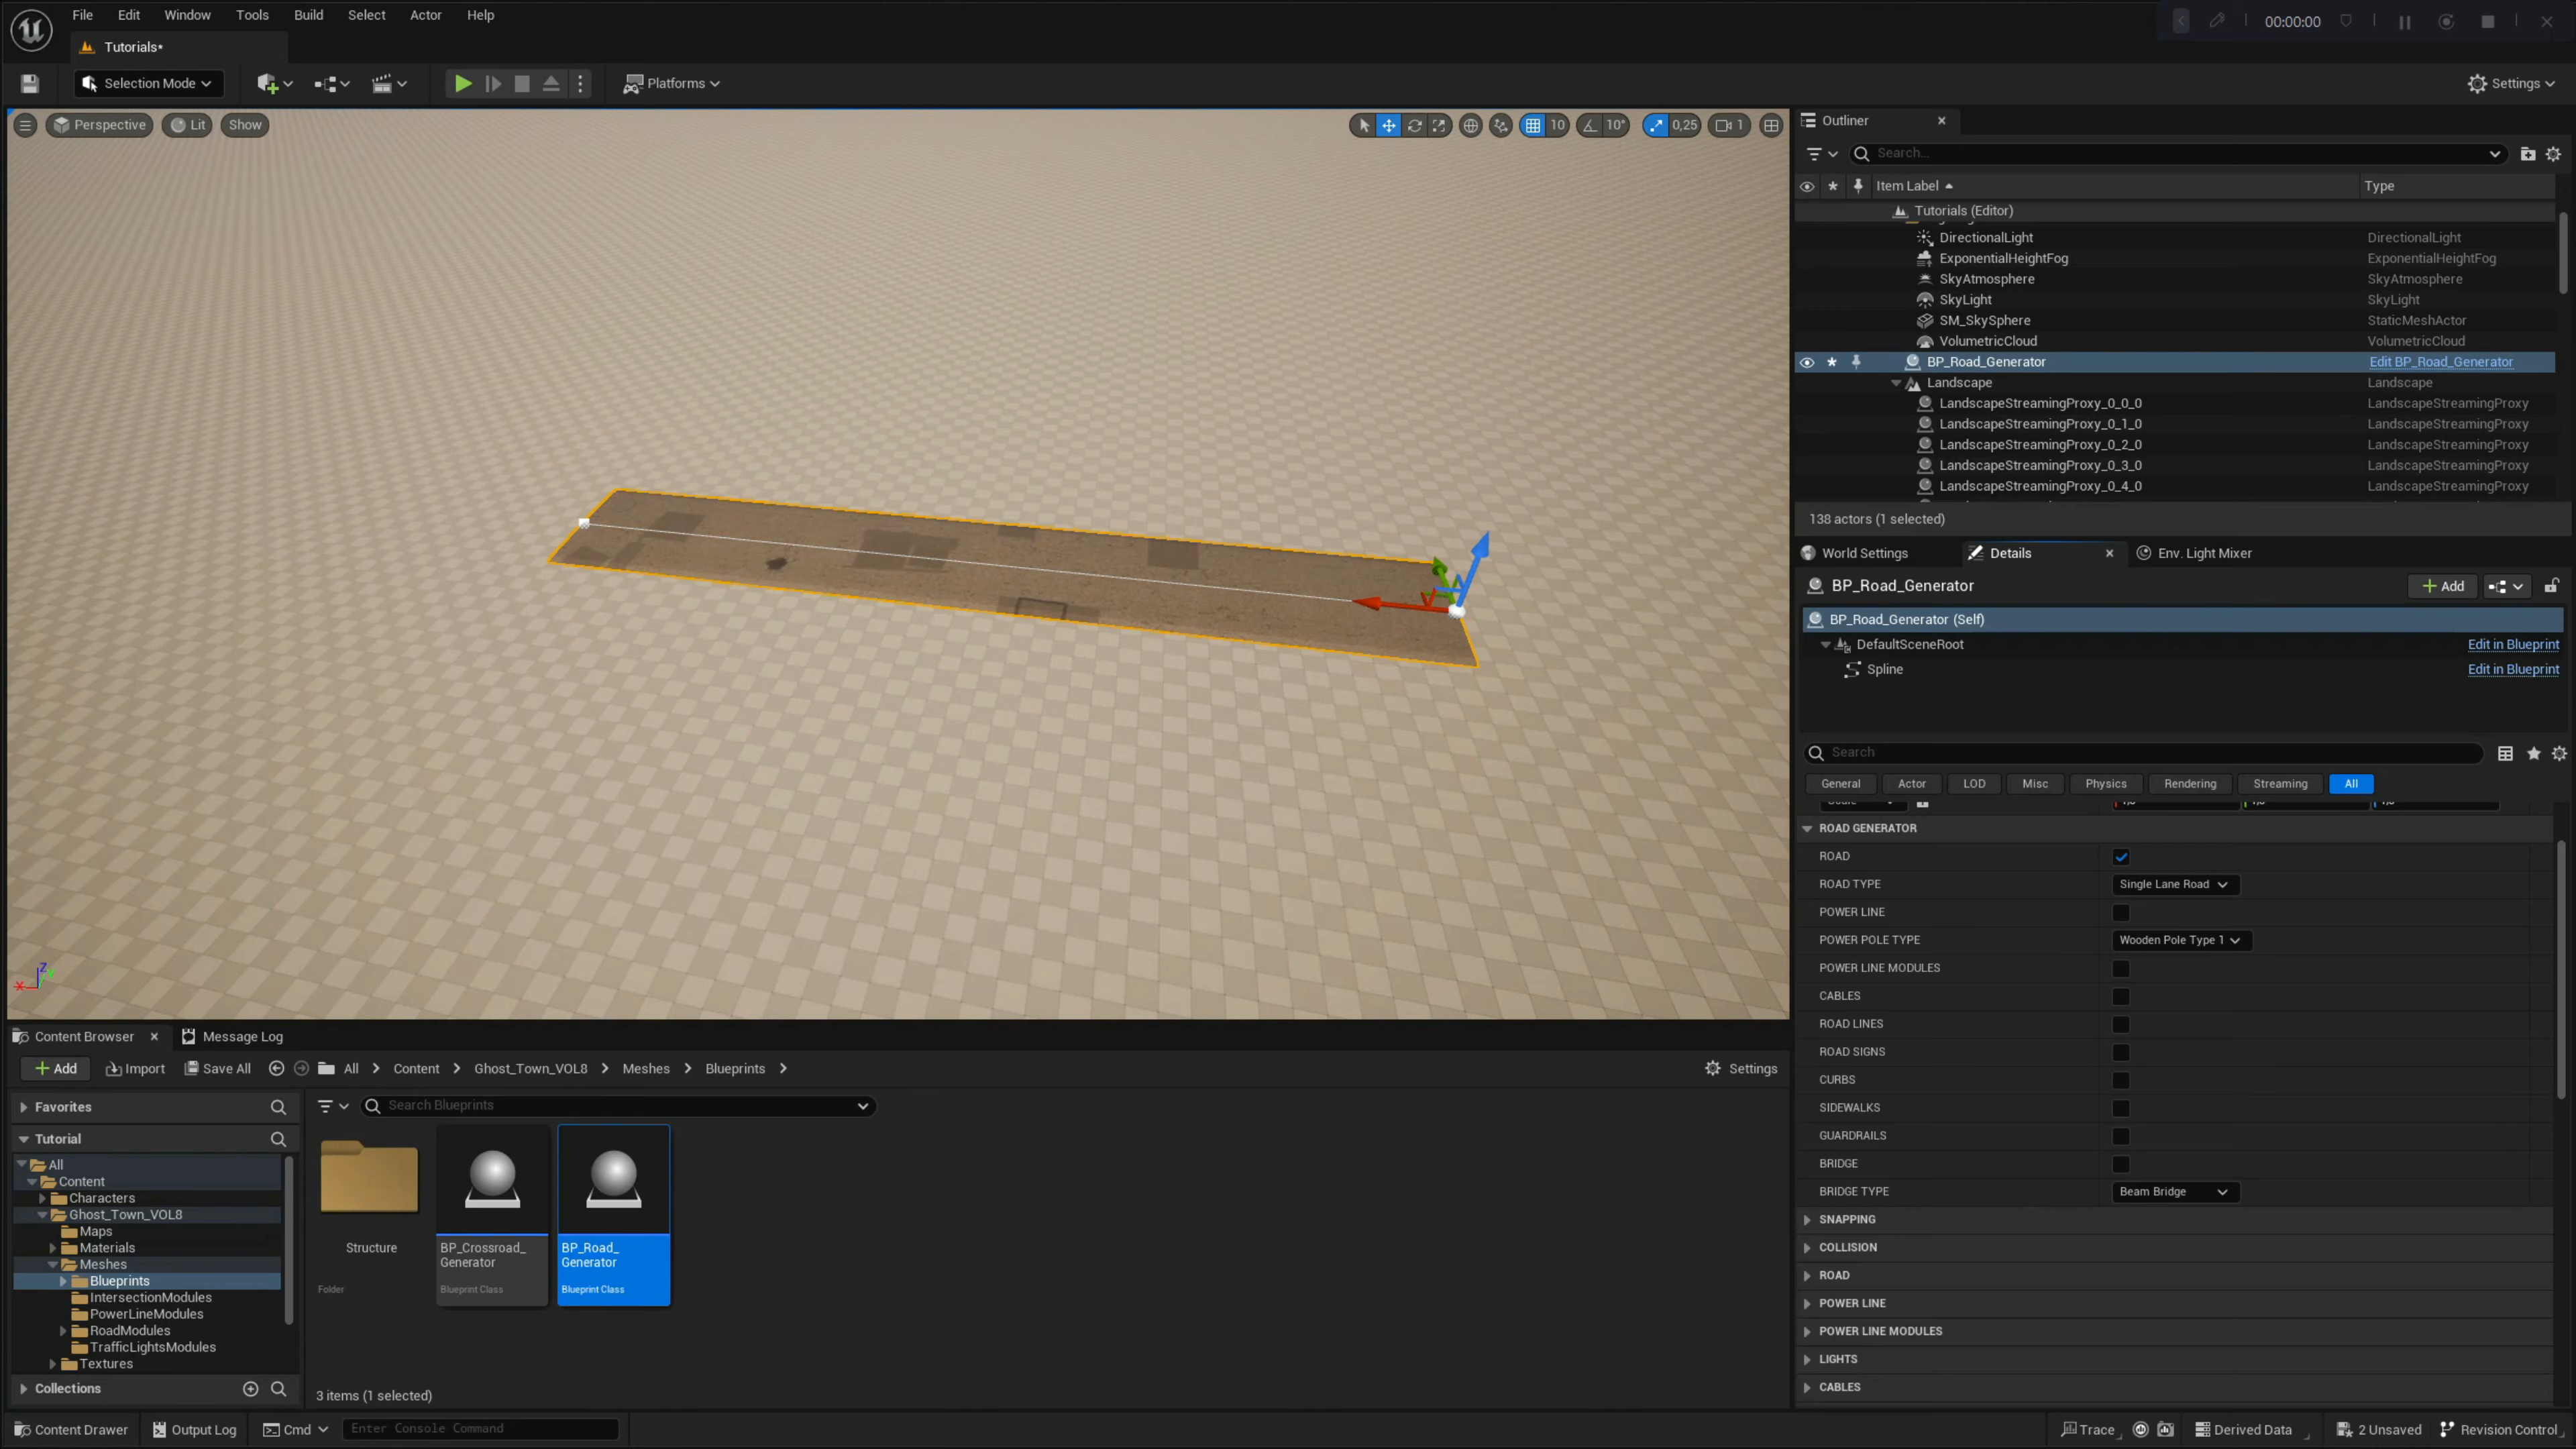 File Edit Window Tools Build Select Actor Help
00:00:00
Tutorials*
Selection Mode
Platforms
Settings
Perspective Lit Show
10 10° 0,25 1
Outliner
Search...
Item Label Type
Tutorials (Editor)
DirectionalLight DirectionalLight
ExponentialHeightFog ExponentialHeightFog
SkyAtmosphere SkyAtmosphere
SkyLight SkyLight
SM_SkySphere StaticMeshActor
VolumetricCloud VolumetricCloud
BP_Road_Generator Edit BP_Road_Generator
Landscape Landscape
LandscapeStreamingProxy_0_0_0 LandscapeStreamingProxy
LandscapeStreamingProxy_0_1_0 LandscapeStreamingProxy
LandscapeStreamingProxy_0_2_0 LandscapeStreamingProxy
LandscapeStreamingProxy_0_3_0 LandscapeStreamingProxy
LandscapeStreamingProxy_0_4_0 LandscapeStreamingProxy
138 actors (1 selected)
World Settings Details Env. Light Mixer
BP_Road_Generator Add
BP_Road_Generator (Self)
DefaultSceneRoot Edit in Blueprint
Spline Edit in Blueprint
Search
General Actor LOD Misc Physics Rendering Streaming All
ROAD GENERATOR
ROAD
ROAD TYPE Single Lane Road
POWER LINE
POWER POLE TYPE Wooden Pole Type 1
POWER LINE MODULES
CABLES
ROAD LINES
ROAD SIGNS
CURBS
SIDEWALKS
GUARDRAILS
BRIDGE
BRIDGE TYPE Beam Bridge
SNAPPING
COLLISION
ROAD
POWER LINE
POWER LINE MODULES
LIGHTS
CABLES
Z
X
Content Browser Message Log
Add Import Save All All Content Ghost_Town_VOL8 Meshes Blueprints Settings
Favorites
Search Blueprints
Tutorial
All
Content
Characters
Ghost_Town_VOL8
Maps
Materials
Meshes
Blueprints
IntersectionModules
PowerLineModules
RoadModules
TrafficLightsModules
Textures
Collections
Structure
Folder
BP_Crossroad_
Generator
Blueprint Class
BP_Road_
Generator
Blueprint Class
3 items (1 selected)
Content Drawer Output Log Cmd Enter Console Command
Trace Derived Data 2 Unsaved Revision Control